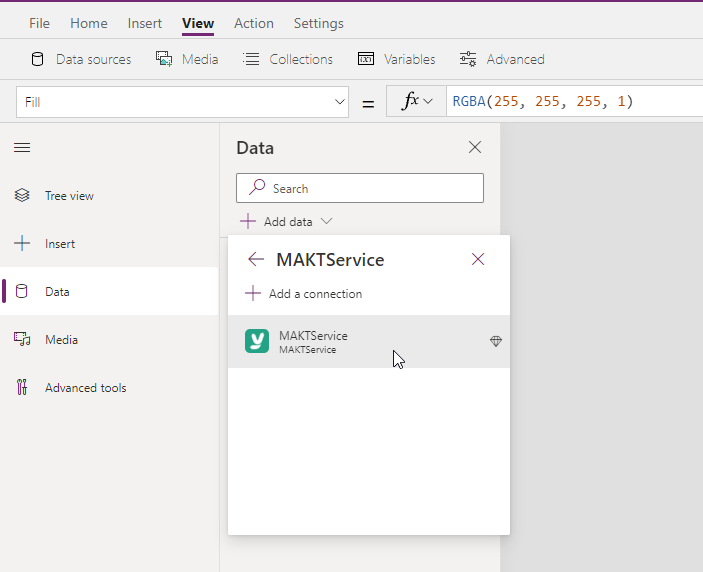 File Home Insert View Action Settings
Data sources Media Collections (x) Variables Advanced
Fill = fx RGBA(255, 255, 255, 1)
Data
Search
Tree view
Add data
Insert
MAKTService
Data
Add a connection
Media
MAKTService
MAKTService
Advanced tools